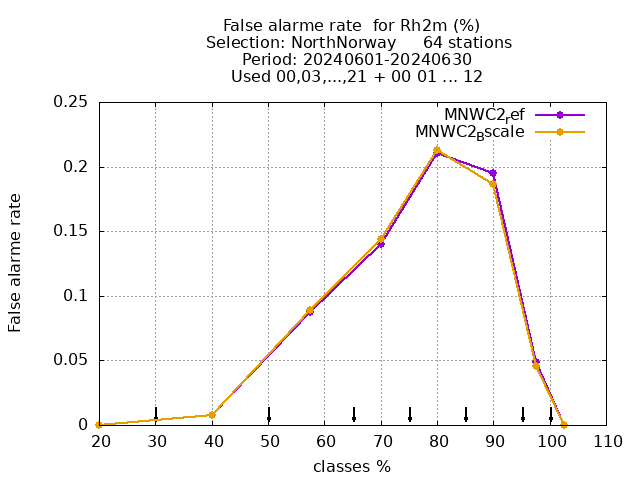 False alarme rate  for Rh2m (%)
Selection: NorthNorway     64 stations
Period: 20240601-20240630
Used 00,03,...,21 + 00 01 ... 12
MNWC2ref
MNWC2Bscale
0.25
0.2
0.15
0.1
0.05
0
False alarme rate
20 30 40 50 60 70 80 90 100 110
classes %